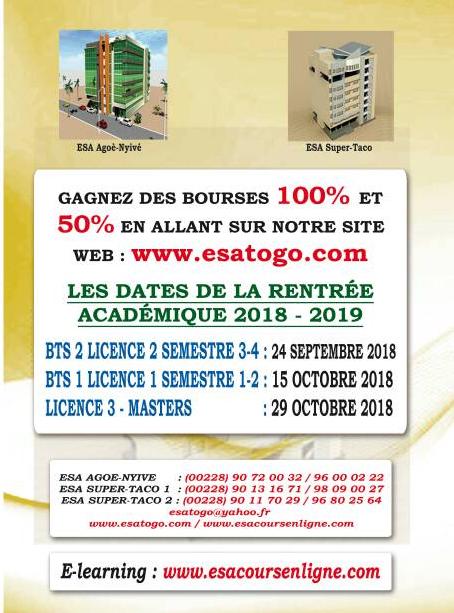 ESA Agoè-Nyivé
ESA Super-Taco
GAGNEZ DES BOURSES 100% ET
50% EN ALLANT SUR NOTRE SITE
WEB : www.esatogo.com
LES DATES DE LA RENTRÉE
ACADÉMIQUE 2018 - 2019
BTS 2 LICENCE 2 SEMESTRE 3-4 : 24 SEPTEMBRE 2018
BTS 1 LICENCE 1 SEMESTRE 1-2 : 15 OCTOBRE 2018
LICENCE 3 - MASTERS : 29 OCTOBRE 2018
ESA AGOE-NYIVE : (00228) 90 72 00 32 / 96 00 02 22
ESA SUPER-TACO 1 : (00228) 90 13 16 71 / 98 09 00 27
ESA SUPER-TACO 2 : (00228) 90 11 70 29 / 96 80 25 64
esatogo@yahoo.fr
www.esatogo.com / www.esacoursenligne.com
E-learning : www.esacoursenligne.com